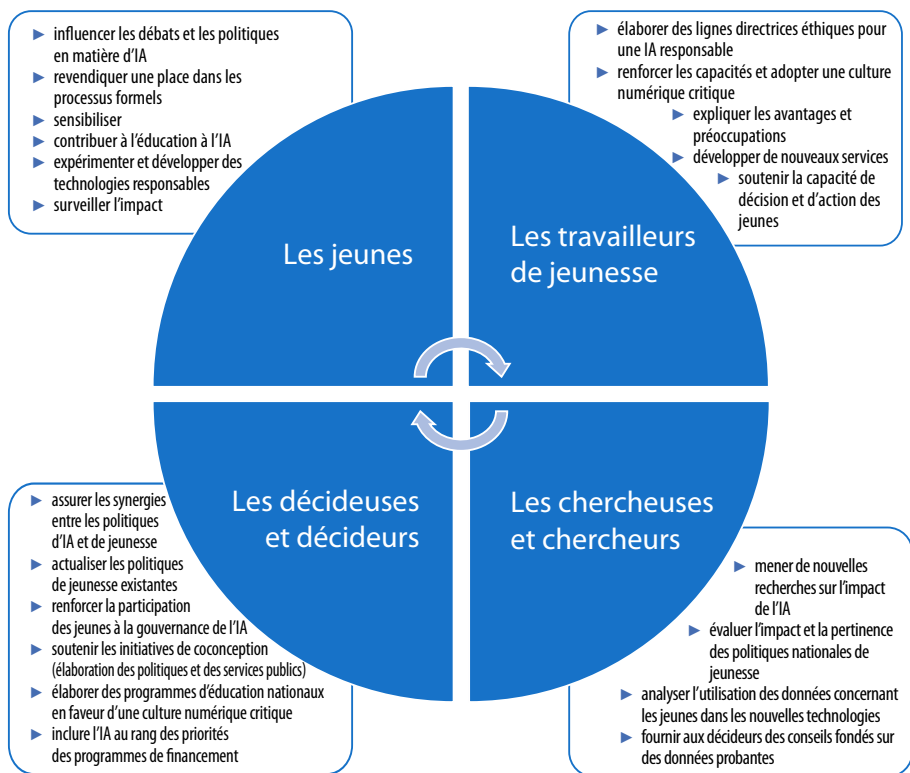 ► influencer les débats et les politiques
en matière d’IA
► revendiquer une place dans les
processus formels
► sensibiliser
► contribuer à l’éducation à l’IA
► expérimenter et développer des
technologies responsables
► surveiller l’impact
► élaborer des lignes directrices éthiques pour
une IA responsable
► renforcer les capacités et adopter une culture
numérique critique
► expliquer les avantages et
préoccupations
► développer de nouveaux services
► soutenir la capacité de
décision et d’action des
jeunes
Les jeunes
Les travailleurs
de jeunesse
Les décideuses
et décideurs
Les chercheuses
et chercheurs
► assurer les synergies
entre les politiques
d’IA et de jeunesse
► actualiser les politiques
de jeunesse existantes
► renforcer la participation
des jeunes à la gouvernance de l’IA
► soutenir les initiatives de coconception
(élaboration des politiques et des services publics)
► élaborer des programmes d’éducation nationaux
en faveur d’une culture numérique critique
► inclure l’IA au rang des priorités
des programmes de financement
► mener de nouvelles
recherches sur l’impact
de l’IA
► évaluer l’impact et la pertinence
des politiques nationales de
jeunesse
► analyser l’utilisation des données concernant
les jeunes dans les nouvelles technologies
► fournir aux décideurs des conseils fondés sur
des données probantes